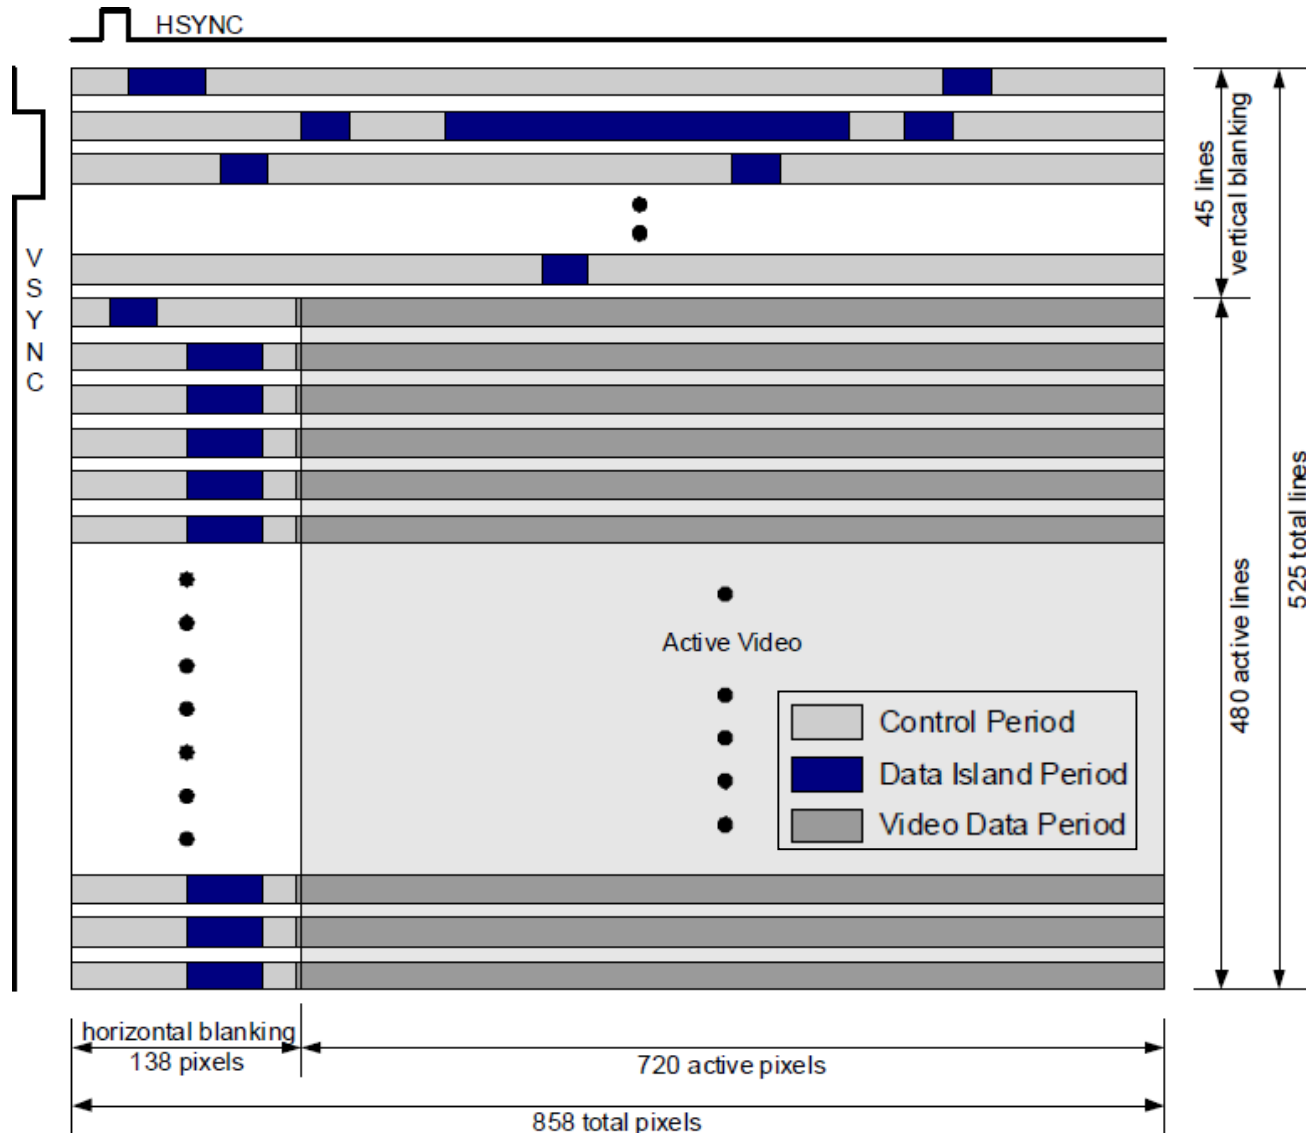 HSYNC
V
S
Y
N
C
45 lines
vertical blanking
480 active lines
525 total lines
Active Video
Control Period
Data Island Period
Video Data Period
horizontal blanking
138 pixels
720 active pixels
858 total pixels